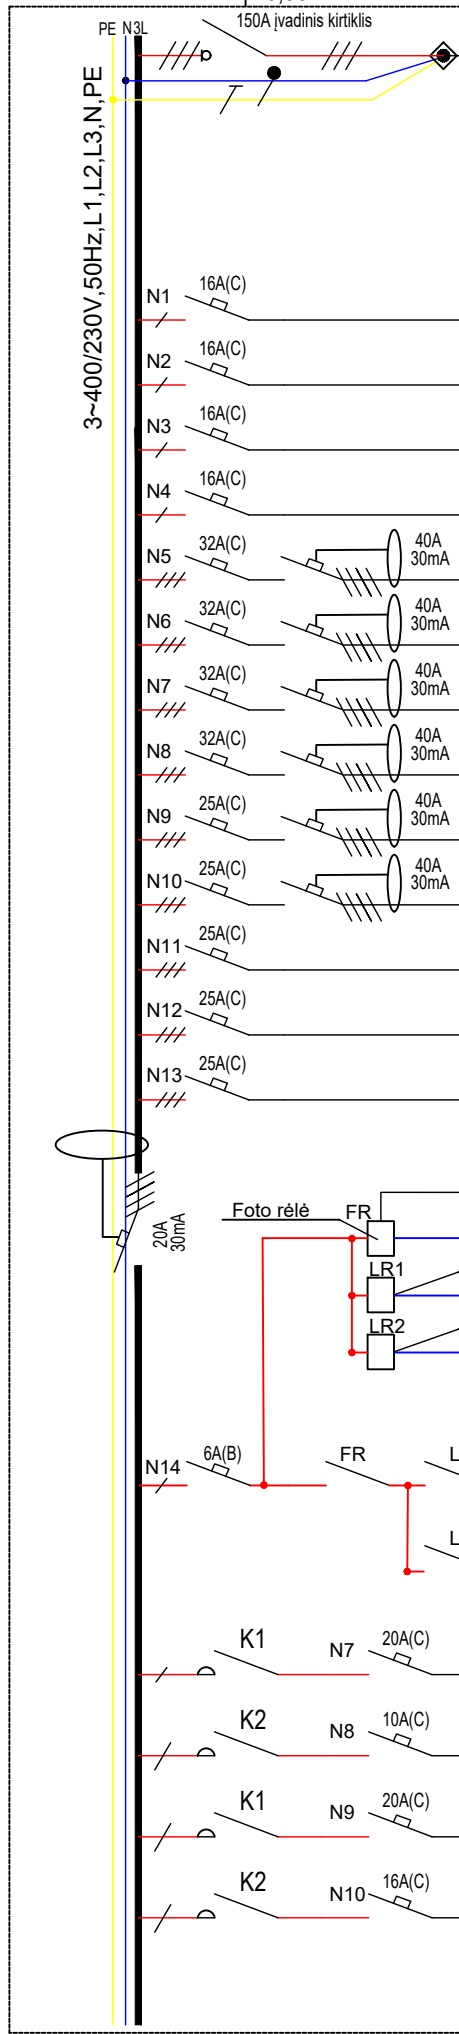 150A įvadinis kirtiklis
PE N 3L
3~400/230V,50Hz,L1,L2,L3,N,PE
N1 16A(C)
N2 16A(C)
N3 16A(C)
N4 16A(C)
N5 32A(C) 40A
30mA
N6 32A(C) 40A
30mA
N7 32A(C) 40A
30mA
N8 32A(C) 40A
30mA
N9 25A(C) 40A
30mA
N10 25A(C) 40A
30mA
N11 25A(C)
N12 25A(C)
N13 25A(C)
20A
30mA
Foto rėlė FR
LR1
LR2
N14 6A(B) FR L
L
K1 N7 20A(C)
K2 N8 10A(C)
K1 N9 20A(C)
K2 N10 16A(C)